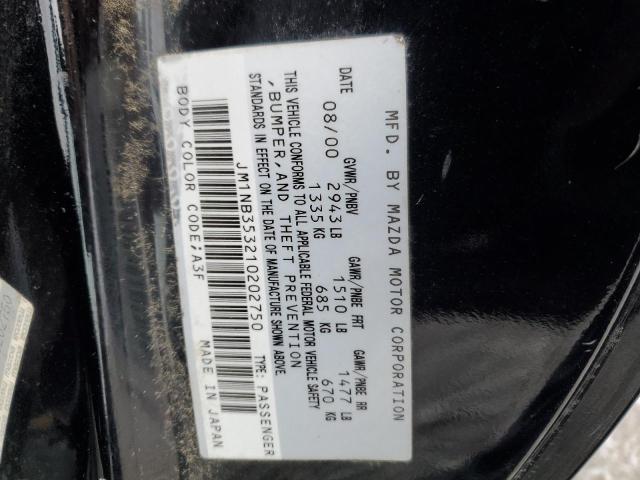 MFD. BY MAZDA MOTOR CORPORATION
DATE 08/00
GVWR/PNBV 2943 LB 1335 KG
GAWR/PNBE FRT 1510 LB 685 KG
GAWR/PNBE RR 1477 LB 670 KG
THIS VEHICLE CONFORMS TO ALL APPLICABLE FEDERAL MOTOR VEHICLE SAFETY
, BUMPER, AND THEFT PREVENTION
STANDARDS IN EFFECT ON THE DATE OF MANUFACTURE SHOWN ABOVE
JM1NB353210202750 TYPE: PASSENGER
BODY COLOR CODE;A3F MADE IN JAPAN